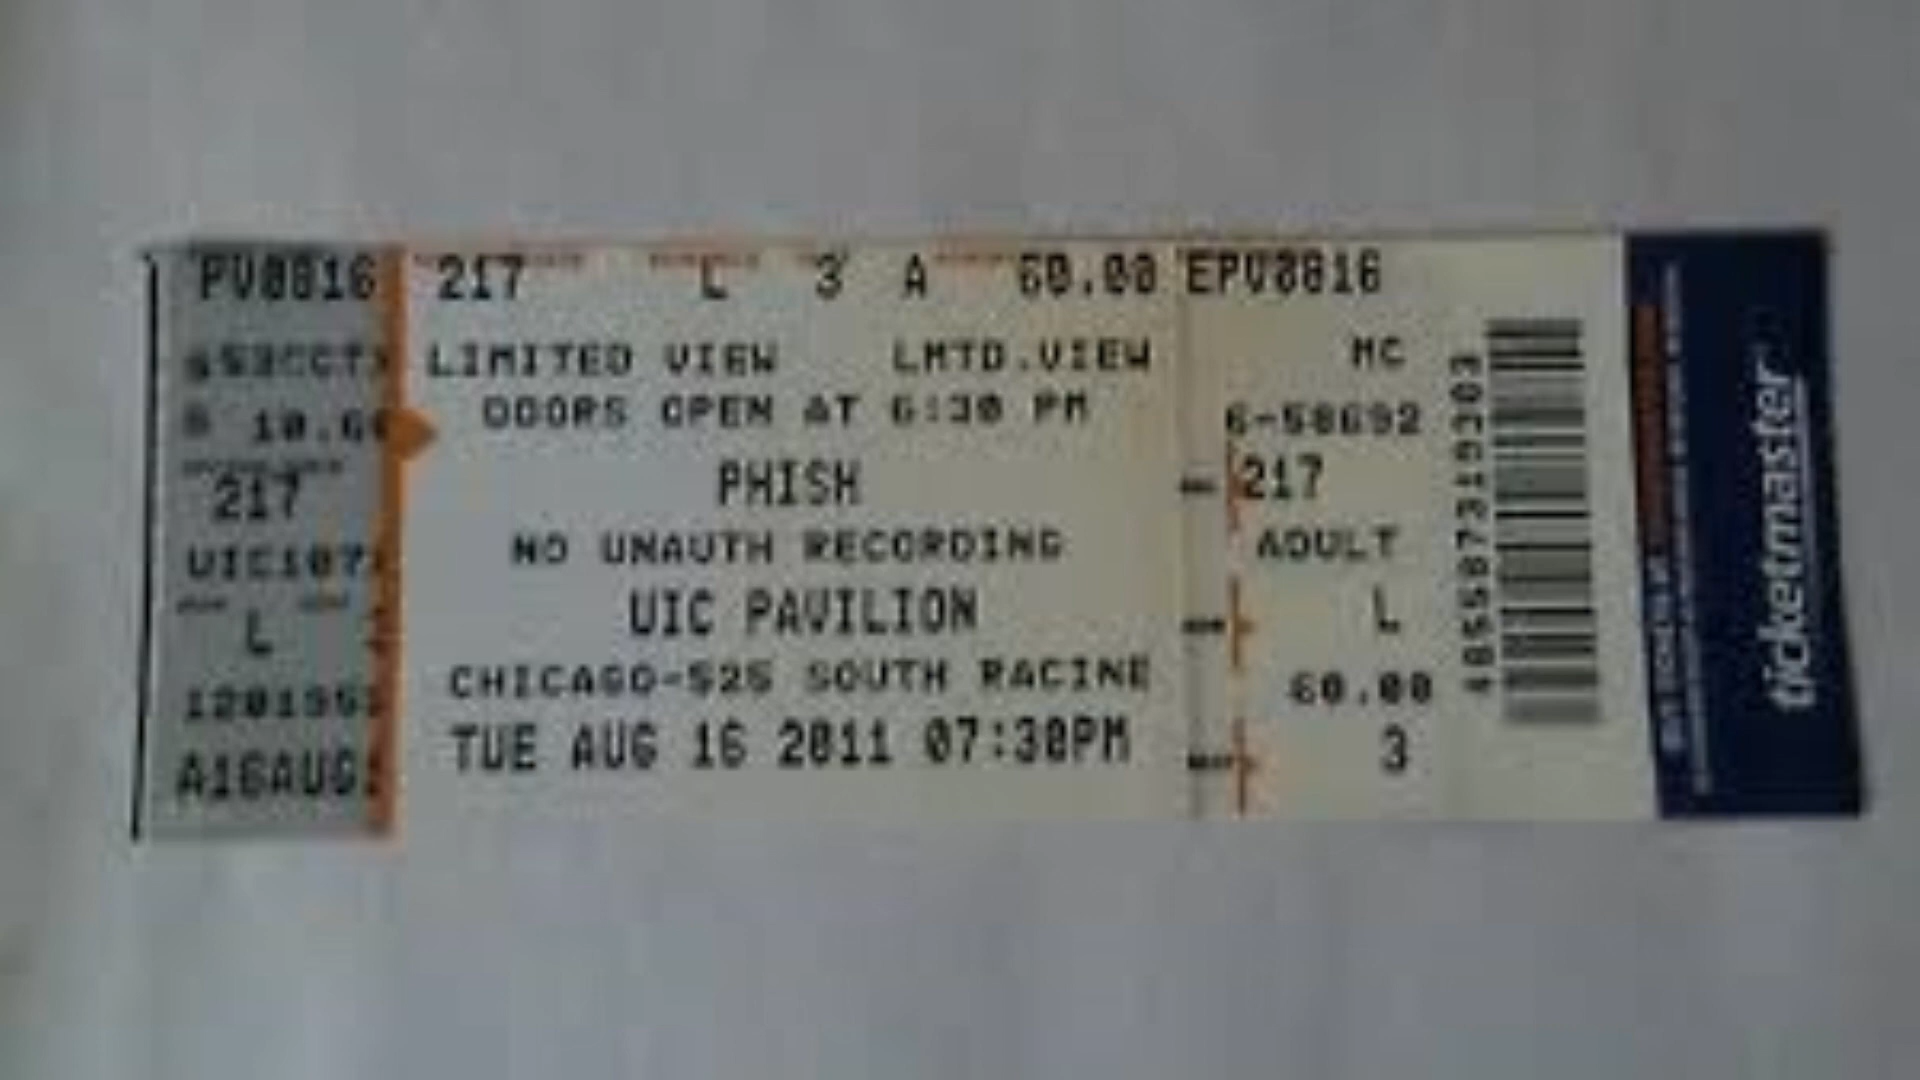 PV0816
217 L 3 A 60.00 EPV0816
LIMITED VIEW LMTD.VIEW
DOORS OPEN AT 6:30 PM
PHISH
NO UNAUTH RECORDING
UIC PAVILION
CHICAGO-525 SOUTH RACINE
TUE AUG 16 2011 07:30PM
217
L
A16AUG
MC
6-58692
217
ADULT
L
60.00
3
ticketmaster